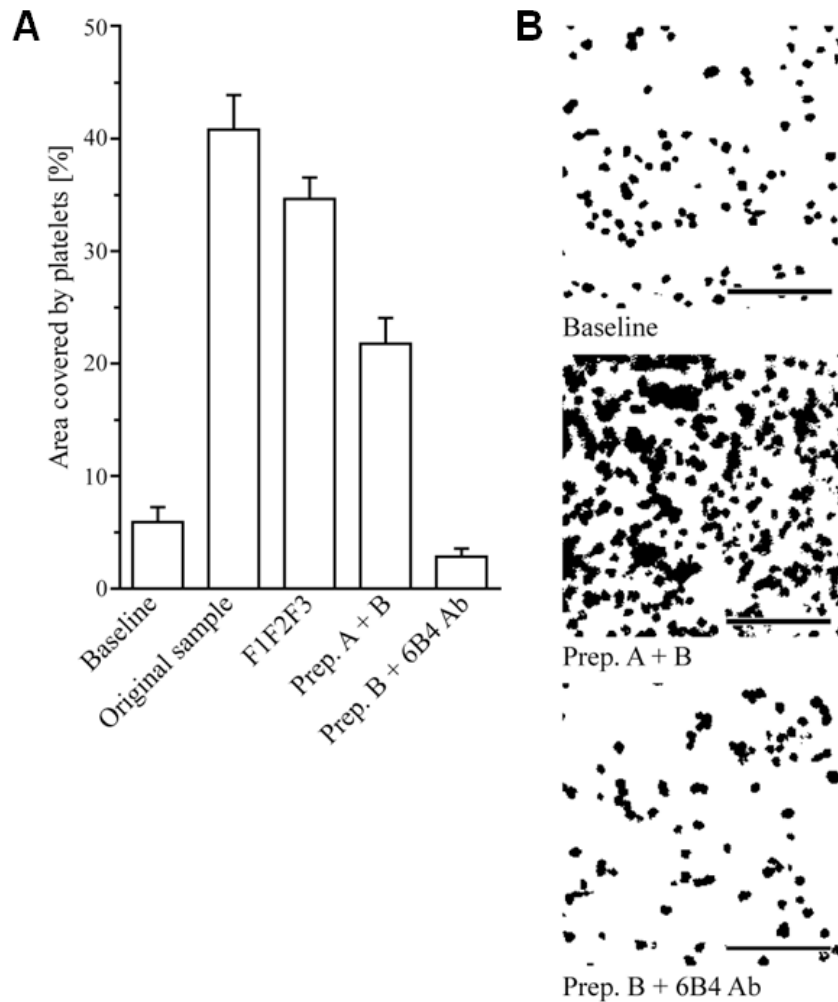 A
Area covered by platelets [%]
50
40
30
20
10
0
Baseline
Original sample
F1F2F3
Prep. A + B
Prep. B + 6B4 Ab
B
Baseline
Prep. A + B
Prep. B + 6B4 Ab